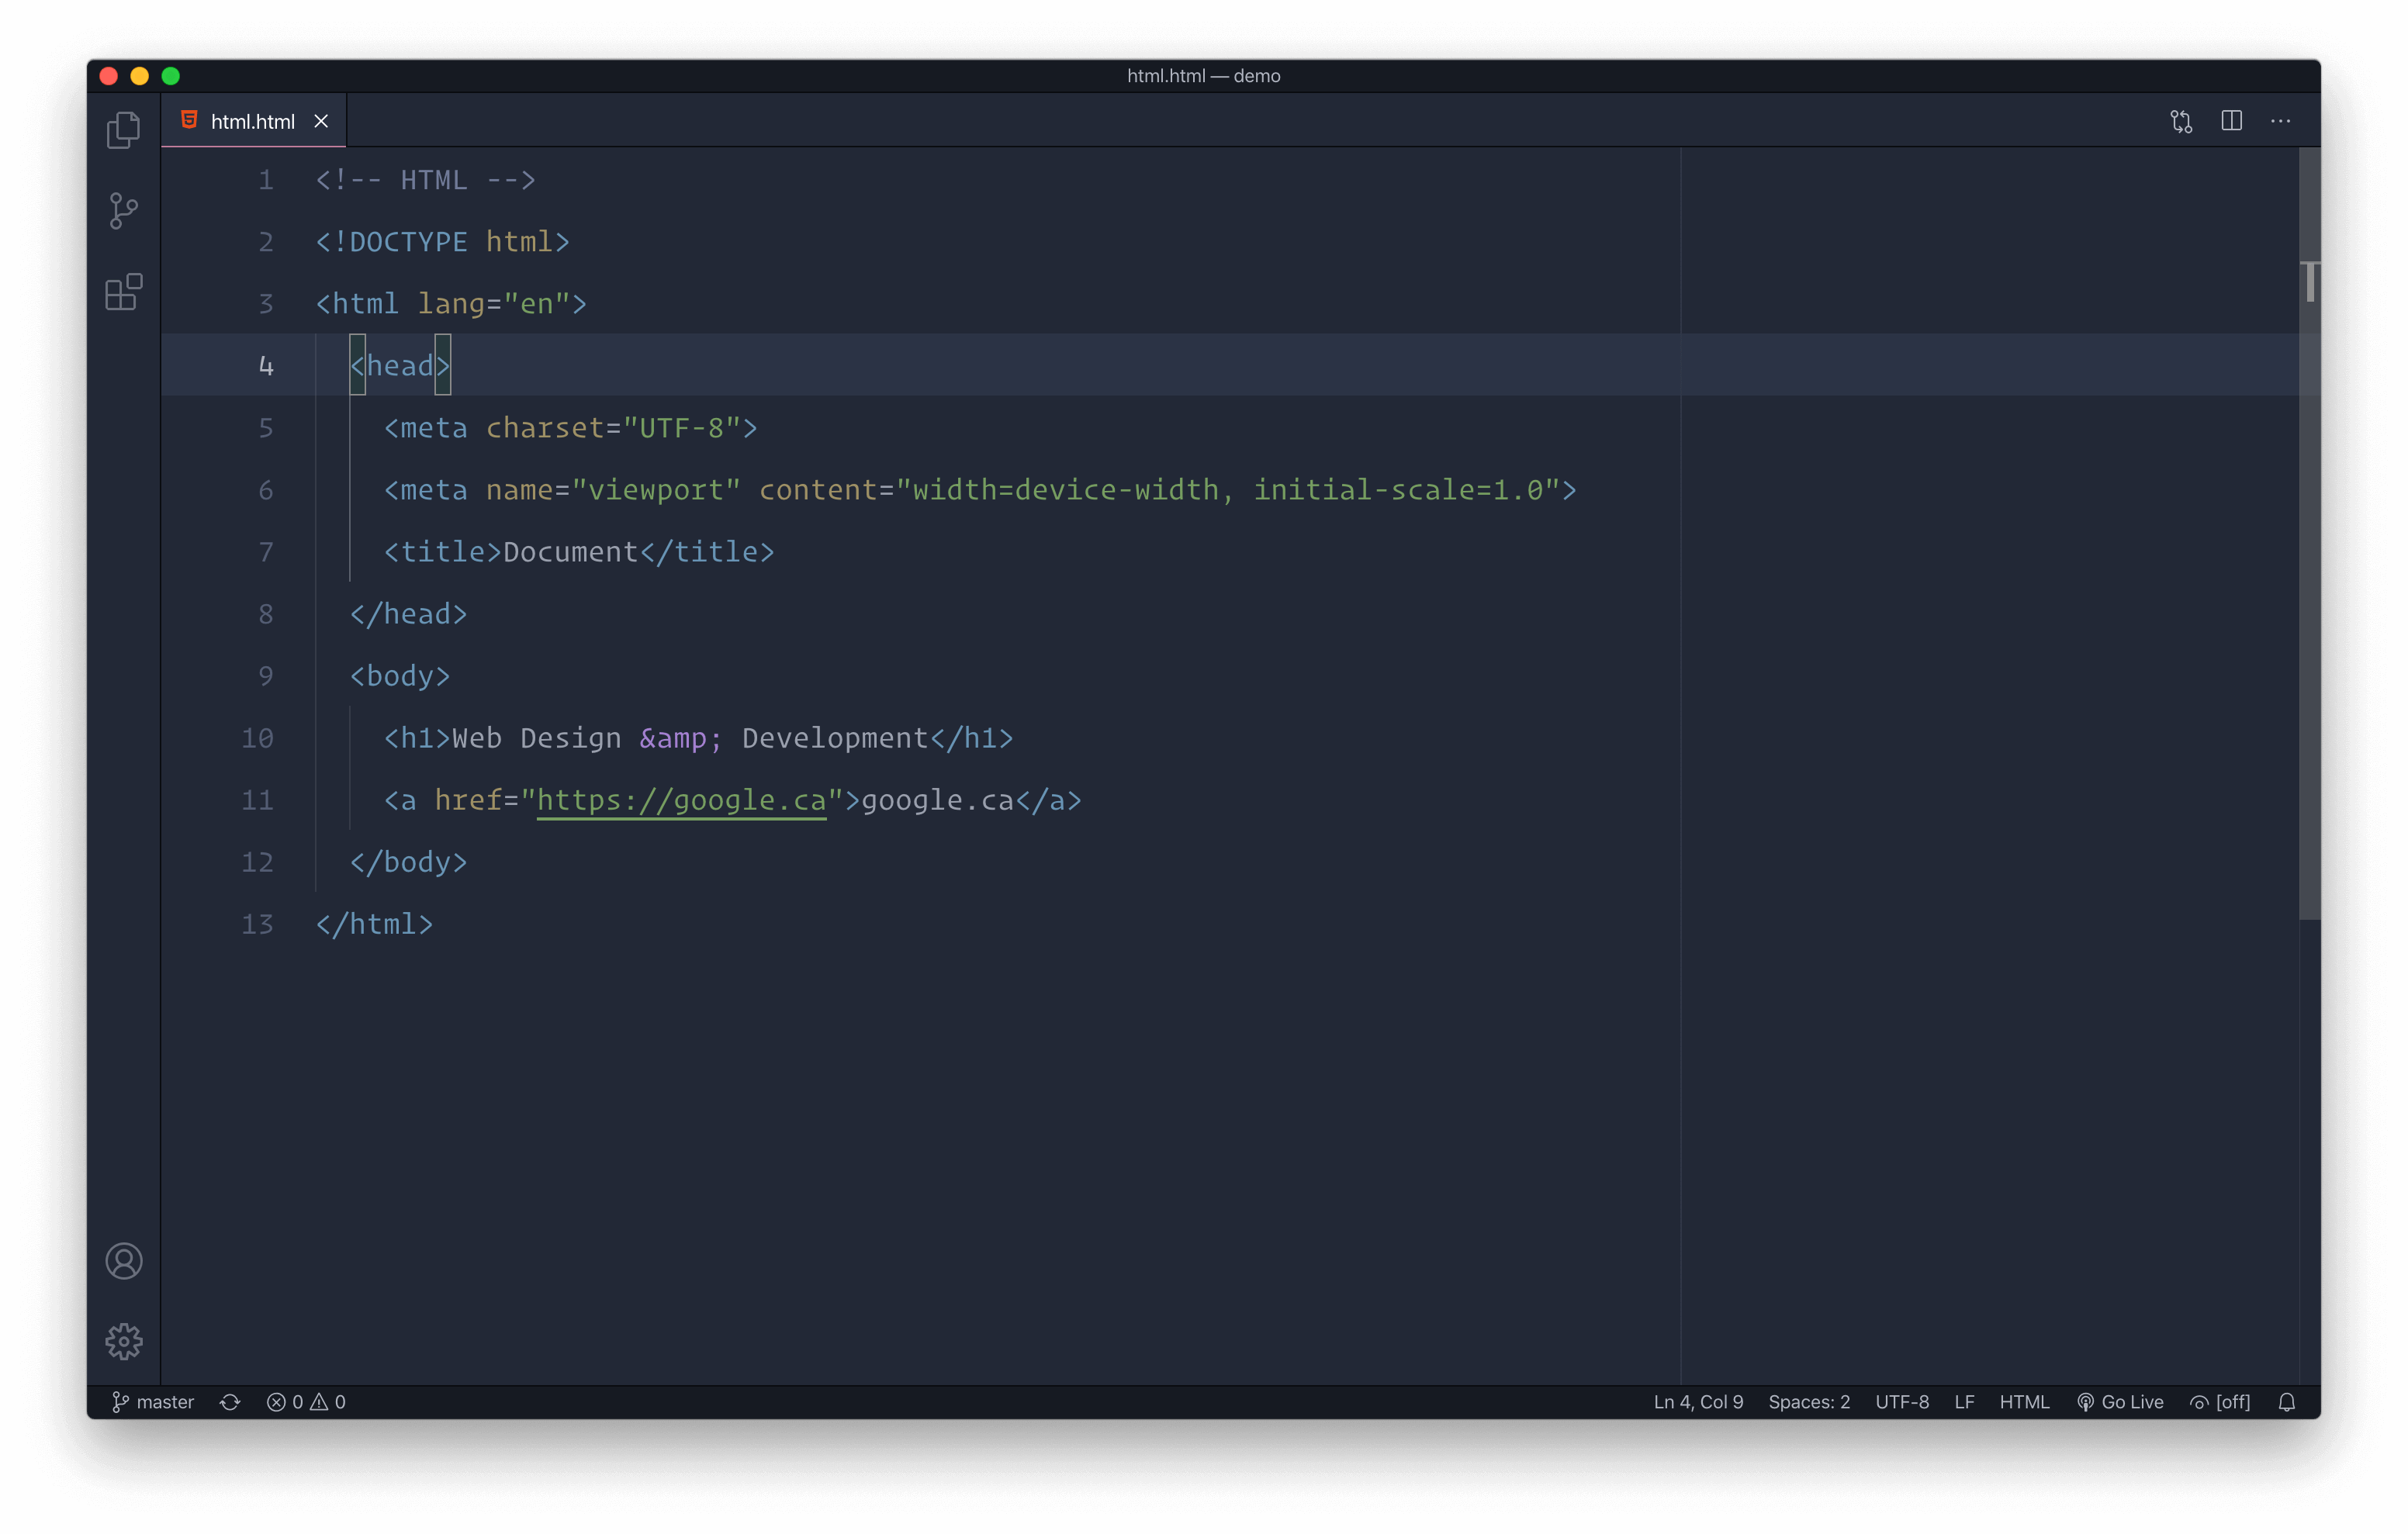 html.html — demo
html.html
1 <!-- HTML -->
2 <!DOCTYPE html>
3 <html lang="en">
4   <head>
5     <meta charset="UTF-8">
6     <meta name="viewport" content="width=device-width, initial-scale=1.0">
7     <title>Document</title>
8   </head>
9   <body>
10     <h1>Web Design &amp; Development</h1>
11     <a href="https://google.ca">google.ca</a>
12   </body>
13 </html>
master 0 0 Ln 4, Col 9 Spaces: 2 UTF-8 LF HTML Go Live [off]